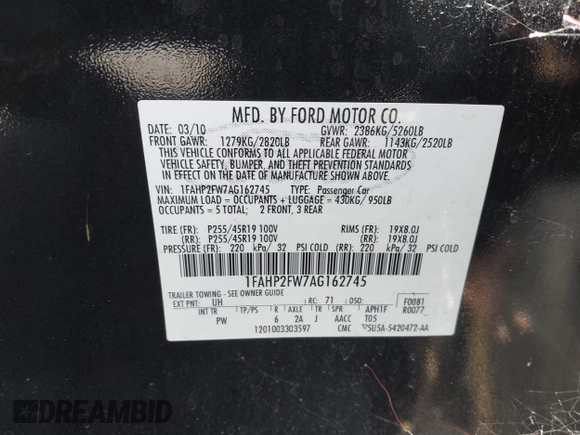 MFD. BY FORD MOTOR CO.
DATE: 03/10 GVWR: 2386KG/5260LB
FRONT GAWR: 1279KG/2820LB REAR GAWR: 1143KG/2520LB
THIS VEHICLE CONFORMS TO ALL APPLICABLE FEDERAL MOTOR
VEHICLE SAFETY, BUMPER, AND THEFT PREVENTION STANDARDS
IN EFFECT ON THE DATE OF MANUFACTURE SHOWN ABOVE.
VIN: 1FAHP2FW7AG162745 TYPE: Passenger Car
MAXIMUM LOAD = OCCUPANTS + LUGGAGE = 430KG/950LB
OCCUPANTS = 5 TOTAL; 2 FRONT, 3 REAR
TIRE (FR): P255/45R19 100V RIMS (FR): 19X8.0J
(RR): P255/45R19 100V (RR): 19X8.0J
PRESSURE (FR): 220 kPa/ 32 PSI COLD (RR): 220 kPa/ 32 PSI COLD
1FAHP2FW7AG162745
TRAILER TOWING - SEE OWNER GUIDE
EXT PNT: UH RC: 71 DSO: F0081
INT TR TP/PS R AXLE TR SPR APH1F R0077
PW 6 2A J AACC T05
1201003303597 CMC 5U5A-5420472-AA
DREAMBID